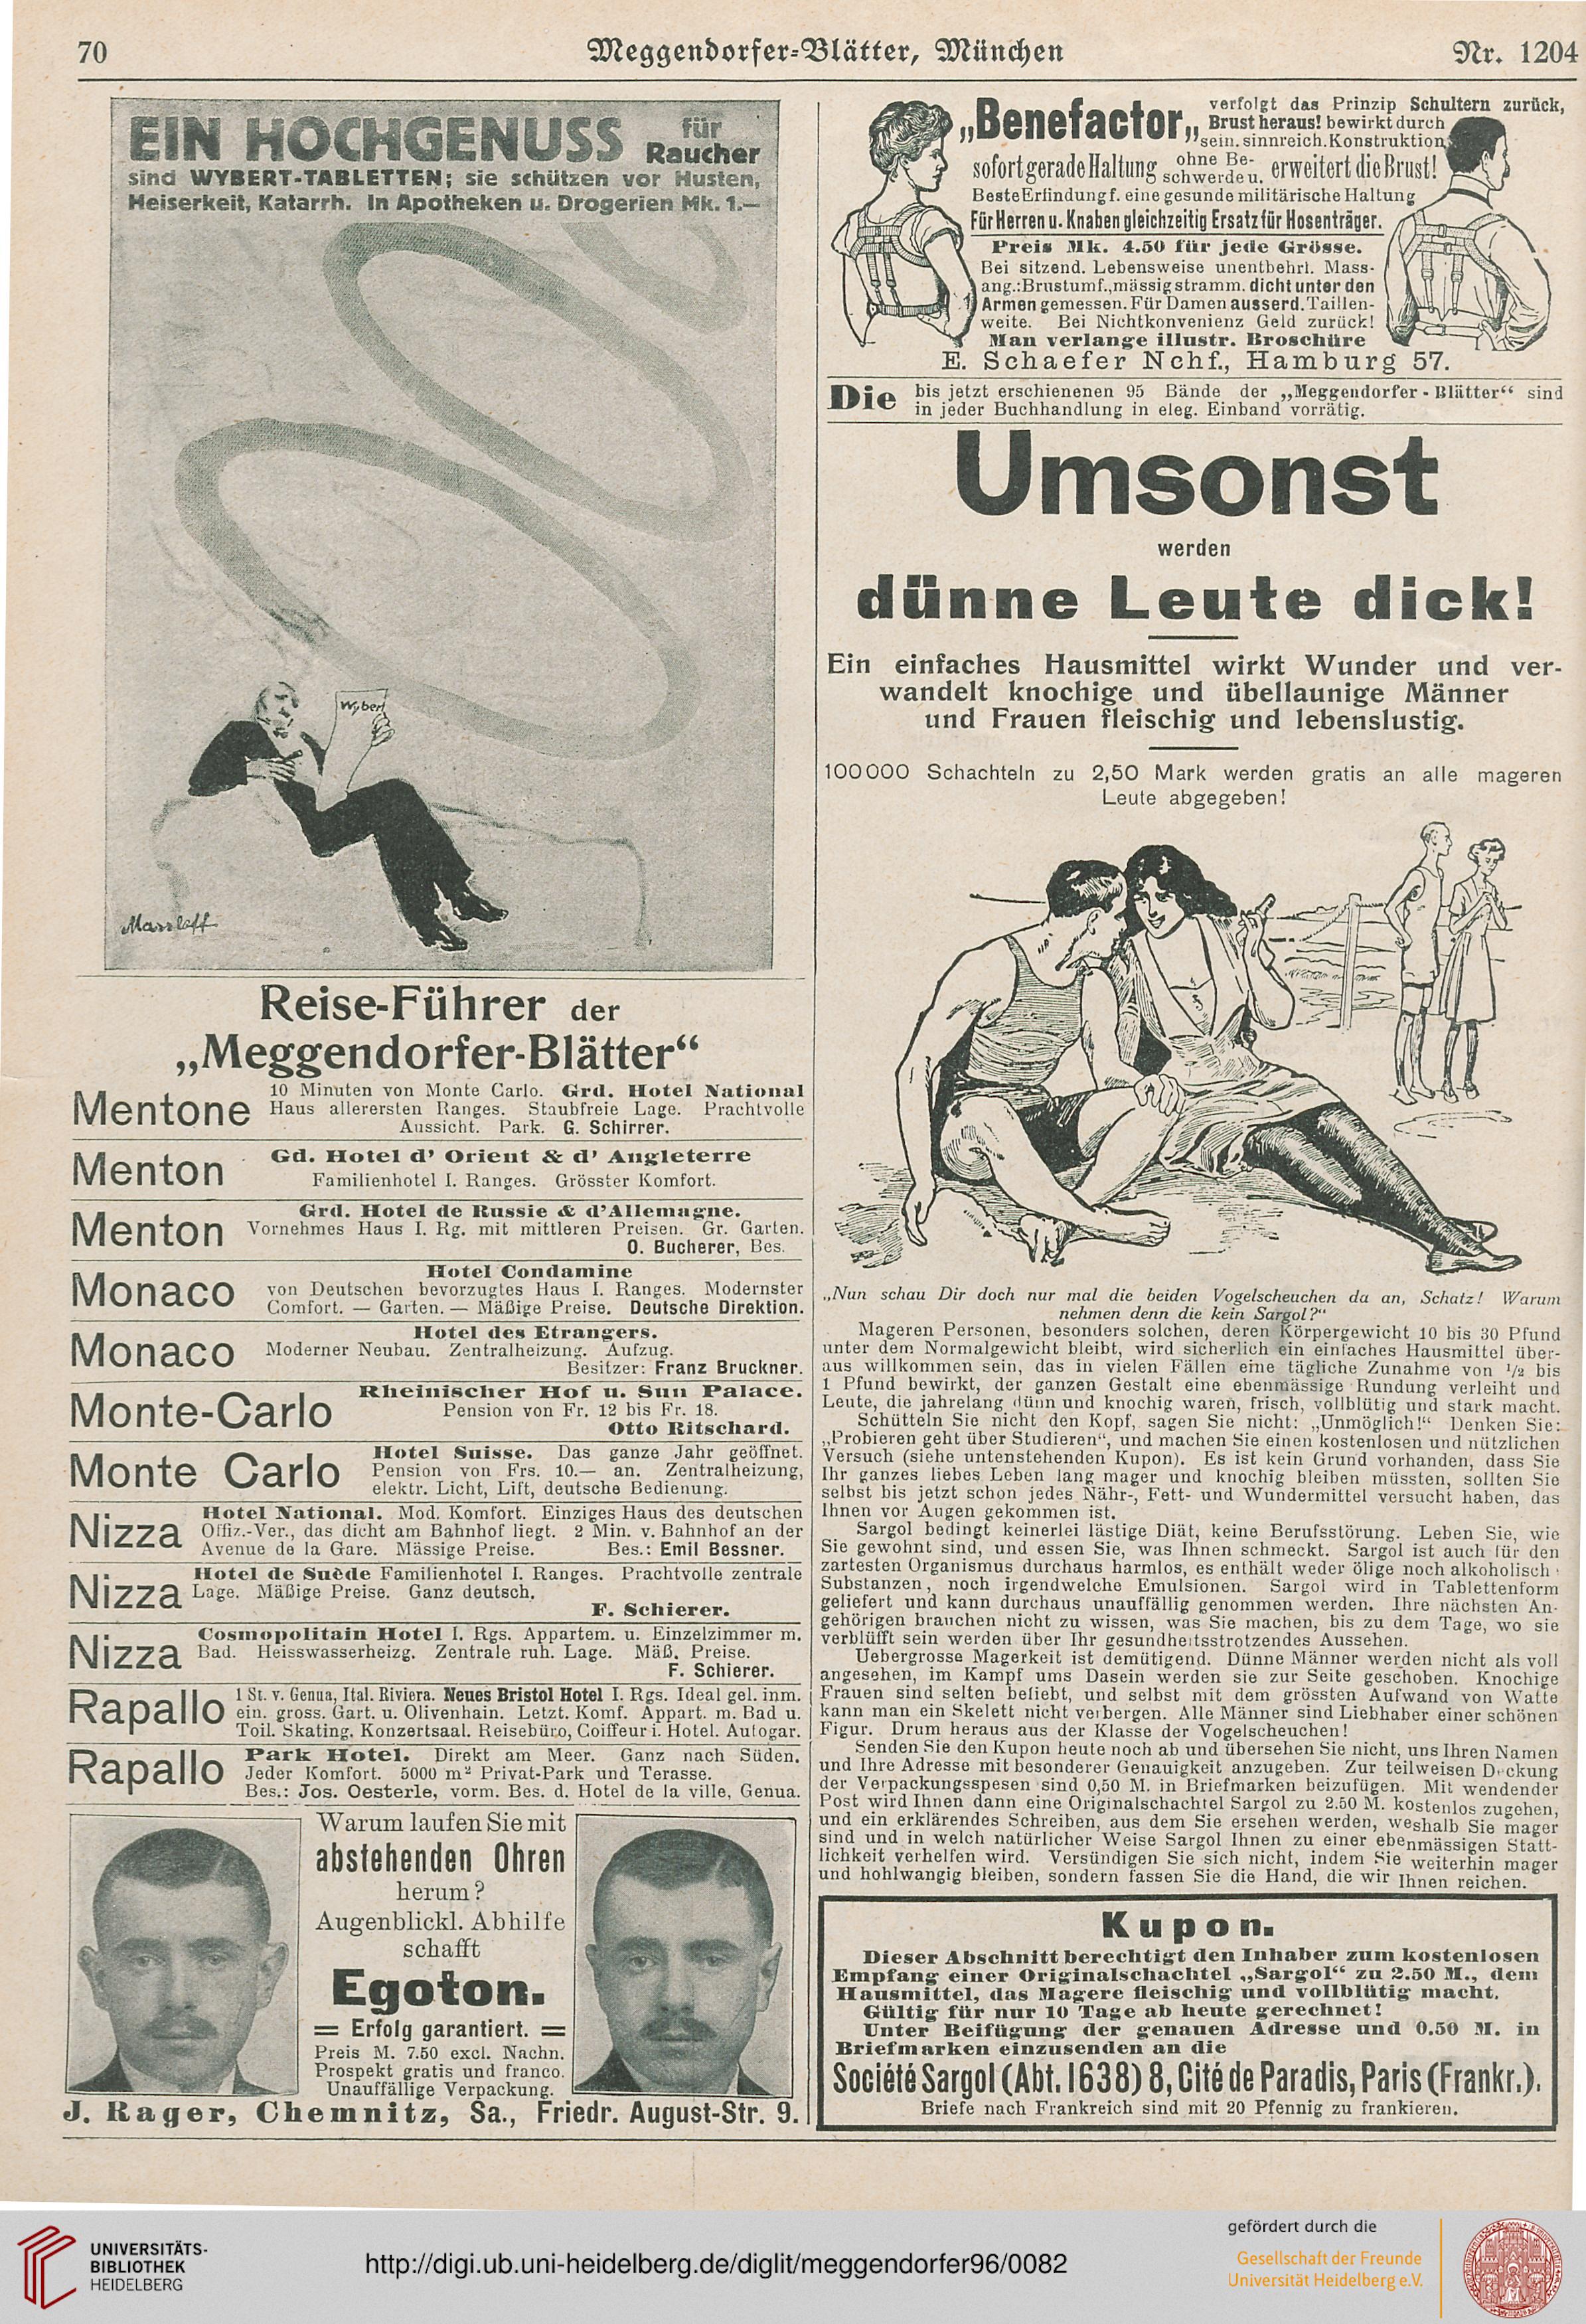 70
Meggendorfer-Blätter, München
Nr. 1204
EIN HOCHGENUSS für Raucher
sind WYBERT-TABLETTEN; sie schützen vor Husten,
Heiserkeit, Katarrh. In Apotheken u. Drogerien Mk. 1.—
Wybert
Reise-Führer der
„Meggendorfer-Blätter“
Mentone 10 Minuten von Monte Carlo. Grd. Hotel National
Haus allerersten Ranges. Staubfreie Lage. Prachtvolle
Aussicht. Park. G. Schirrer.
Menton Gd. Hotel d' Orient & d' Angleterre
Familienhotel I. Ranges. Grösster Komfort.
Menton Grd. Hotel de Russie & d'Allemagne.
Vornehmes Haus I. Rg. mit mittleren Preisen. Gr. Garten.
O. Bucherer, Bes.
Monaco Hotel Condamine
von Deutschen bevorzugtes Haus I. Ranges. Modernster
Comfort. — Garten. — Mäßige Preise. Deutsche Direktion.
Monaco Hotel des Etrangers.
Moderner Neubau. Zentralheizung. Aufzug.
Besitzer: Franz Bruckner.
Monte-Carlo Rheinischer Hof u. Sun Palace.
Pension von Fr. 12 bis Fr. 18.
Otto Ritschard.
Monte Carlo Hotel Suisse. Das ganze Jahr geöffnet.
Pension von Frs. 10.— an. Zentralheizung,
elektr. Licht, Lift, deutsche Bedienung.
Nizza Hotel National. Mod. Komfort. Einziges Haus des deutschen
Offiz.-Ver., das dicht am Bahnhof liegt. 2 Min. v. Bahnhof an der
Avenue de la Gare. Mässige Preise. Bes.: Emil Bessner.
Nizza Hotel de Suède Familienhotel I. Ranges. Prachtvolle zentrale
Lage. Mäßige Preise. Ganz deutsch.
F. Schierer.
Nizza Cosmopolitain Hotel I. Rgs. Appartem. u. Einzelzimmer m.
Bad. Heisswasserheizg. Zentrale ruh. Lage. Mäß. Preise.
F. Schierer.
Rapallo 1 St. v. Genua, Ital. Riviera. Neues Bristol Hotel I. Rgs. Ideal gel. inm.
ein. gross. Gart. u. Olivenhain. Letzt. Komf. Appart. m. Bad u.
Toil. Skating. Konzertsaal. Reisebüro, Coiffeur i. Hotel. Autogar.
Rapallo Park Hotel. Direkt am Meer. Ganz nach Süden.
Jeder Komfort. 5000 m² Privat-Park und Terasse.
Bes.: Jos. Oesterle, vorm. Bes. d. Hotel de la ville, Genua.
Warum laufen Sie mit
abstehenden Ohren
herum?
Augenblickl. Abhilfe
schafft
Egoton.
= Erfolg garantiert. =
Preis M. 7.50 excl. Nachn.
Prospekt gratis und franco.
Unauffällige Verpackung.
J. Rager, Chemnitz, Sa., Friedr. August-Str. 9.
„Benefactor„ verfolgt das Prinzip Schultern zurück,
Brust heraus! bewirkt durch
sein. sinnreich. Konstruktion
sofort gerade Haltung ohne Beschwerde u. erweitert die Brust!
Beste Erfindung f. eine gesunde militärische Haltung
Für Herren u. Knaben gleichzeitig Ersatz für Hosenträger.
Preis Mk. 4.50 für jede Grösse.
Bei sitzend. Lebensweise unentbehrl. Mass-
ang.: Brustumf., mässig stramm. dicht unter den
Armen gemessen. Für Damen ausserd. Taillen-
weite. Bei Nichtkonvenienz Geld zurück!
Man verlange illustr. Broschüre
E. Schaefer Nchf., Hamburg 57.
Die bis jetzt erschienenen 95 Bände der „Meggendorfer-Blätter“ sind
in jeder Buchhandlung in eleg. Einband vorrätig.
Umsonst
werden
dünne Leute dick!
Ein einfaches Hausmittel wirkt Wunder und ver-
wandelt knochige und übellaunige Männer
und Frauen fleischig und lebenslustig.
100000 Schachteln zu 2,50 Mark werden gratis an alle mageren
Leute abgegeben!
„Nun schau Dir doch nur mal die beiden Vogelscheuchen da an, Schatz! Warum
nehmen denn die kein Sargol?“
Mageren Personen, besonders solchen, deren Körpergewicht 10 bis 30 Pfund
unter dem Normalgewicht bleibt, wird sicherlich ein einfaches Hausmittel über-
aus willkommen sein, das in vielen Fällen eine tägliche Zunahme von 1/2 bis
1 Pfund bewirkt, der ganzen Gestalt eine ebenmässige Rundung verleiht und
Leute, die jahrelang dünn und knochig waren, frisch, vollblütig und stark macht.
Schütteln Sie nicht den Kopf, sagen Sie nicht: „Unmöglich!“ Denken Sie:
„Probieren geht über Studieren“, und machen Sie einen kostenlosen und nützlichen
Versuch (siehe untenstehenden Kupon). Es ist kein Grund vorhanden, dass Sie
Ihr ganzes liebes Leben lang mager und knochig bleiben müssten, sollten Sie
selbst bis jetzt schon jedes Nähr-, Fett- und Wundermittel versucht haben, das
Ihnen vor Augen gekommen ist.
Sargol bedingt keinerlei lästige Diät, keine Berufsstörung. Leben Sie, wie
Sie gewohnt sind, und essen Sie, was Ihnen schmeckt. Sargol ist auch für den
zartesten Organismus durchaus harmlos, es enthält weder ölige noch alkoholische
Substanzen, noch irgendwelche Emulsionen. Sargol wird in Tablettenform
geliefert und kann durchaus unauffällig genommen werden. Ihre nächsten An-
gehörigen brauchen nicht zu wissen, was Sie machen, bis zu dem Tage, wo sie
verblüfft sein werden über Ihr gesundheitsstrotzendes Aussehen.
Uebergrosse Magerkeit ist demütigend. Dünne Männer werden nicht als voll
angesehen, im Kampf ums Dasein werden sie zur Seite geschoben. Knochige
Frauen sind selten beliebt, und selbst mit dem grössten Aufwand von Watte
kann man ein Skelett nicht verbergen. Alle Männer sind Liebhaber einer schönen
Figur. Drum heraus aus der Klasse der Vogelscheuchen!
Senden Sie den Kupon heute noch ab und übersehen Sie nicht, uns Ihren Namen
und Ihre Adresse mit besonderer Genauigkeit anzugeben. Zur teilweisen Deckung
der Verpackungsspesen sind 0,50 M. in Briefmarken beizufügen. Mit wendender
Post wird Ihnen dann eine Originalschachtel Sargol zu 2.50 M. kostenlos zugehen,
und ein erklärendes Schreiben, aus dem Sie ersehen werden, weshalb Sie mager
sind und in welch natürlicher Weise Sargol Ihnen zu einer ebenmässigen Statt-
lichkeit verhelfen wird. Versündigen Sie sich nicht, indem Sie weiterhin mager
und hohlwangig bleiben, sondern fassen Sie die Hand, die wir Ihnen reichen.
Kupon.
Dieser Abschnitt berechtigt den Inhaber zum kostenlosen
Empfang einer Originalschachtel „Sargol“ zu 2.50 M., dem
Hausmittel, das Magere fleischig und vollblütig macht.
Gültig für nur 10 Tage ab heute gerechnet!
Unter Beifügung der genauen Adresse und 0.50 M. in
Briefmarken einzusenden an die
Société Sargol (Abt. 1638) 8, Cité de Paradis, Paris (Frankr.).
Briefe nach Frankreich sind mit 20 Pfennig zu frankieren.
UNIVERSITÄTS-
BIBLIOTHEK
HEIDELBERG
http://digi.ub.uni-heidelberg.de/diglit/meggendorfer96/0082
gefördert durch die
Gesellschaft der Freunde
Universität Heidelberg e.V.